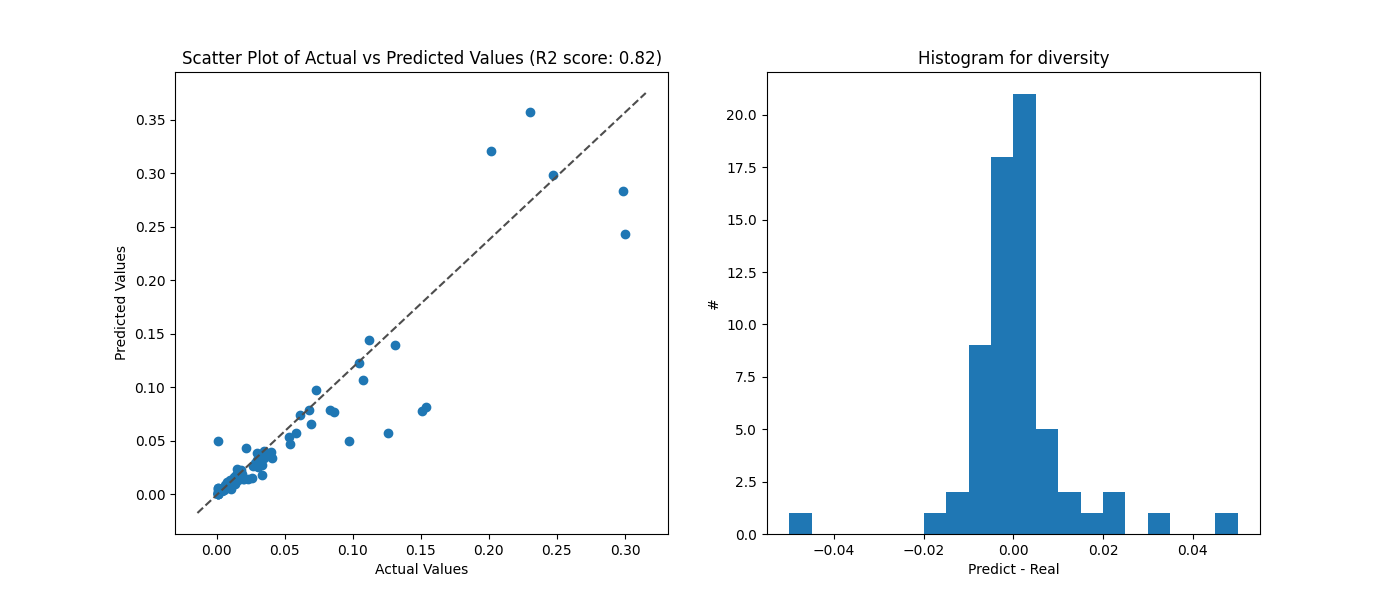 Scatter Plot of Actual vs Predicted Values (R2 score: 0.82)
Predicted Values
0.35
0.30
0.25
0.20
0.15
0.10
0.05
0.00
0.00 0.05 0.10 0.15 0.20 0.25 0.30
Actual Values
Histogram for diversity
#
20.0
17.5
15.0
12.5
10.0
7.5
5.0
2.5
0.0
−0.04 −0.02 0.00 0.02 0.04
Predict - Real